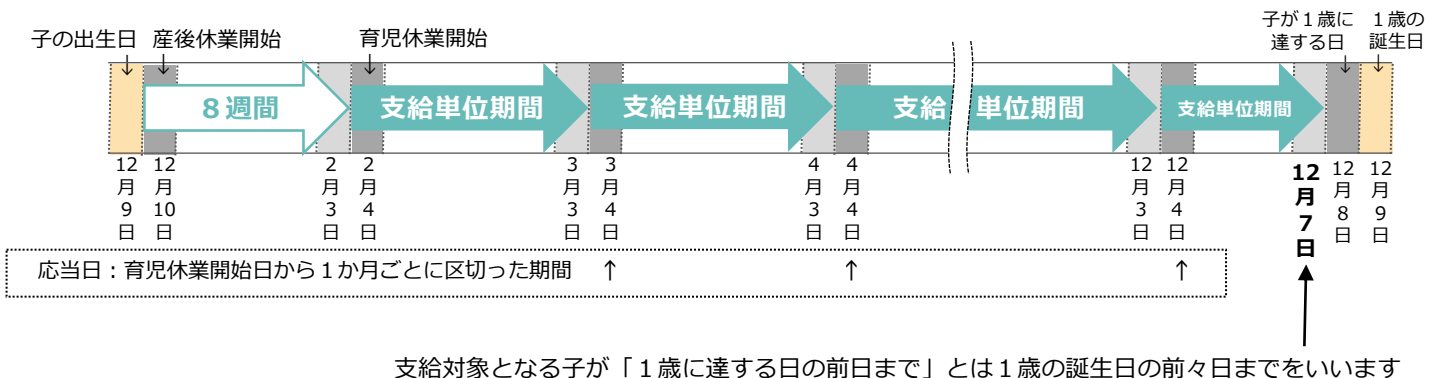 子の出生日 産後休業開始 育児休業開始 子が１歳に達する日 １歳の誕生日
↓ ↓ ↓ ↓
８週間 支給単位期間 支給単位期間 支給 単位期間 支給単位期間
12月9日 12月10日 2月3日 2月4日 3月3日 3月4日 4月3日 4月4日 12月3日 12月4日 12月7日 12月8日 12月9日
応当日：育児休業開始日から１か月ごとに区切った期間 ↑ ↑ ↑
支給対象となる子が「１歳に達する日の前日まで」とは１歳の誕生日の前々日までをいいます